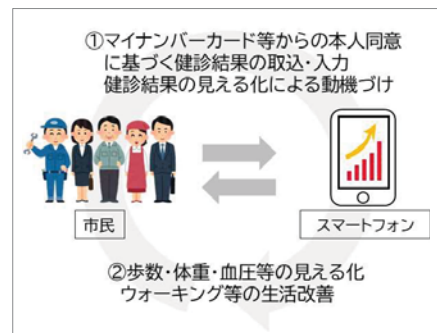 ①マイナンバーカード等からの本人同意
に基づく健診結果の取込・入力
健診結果の見える化による動機づけ
市民
スマートフォン
②歩数・体重・血圧等の見える化
ウォーキング等の生活改善